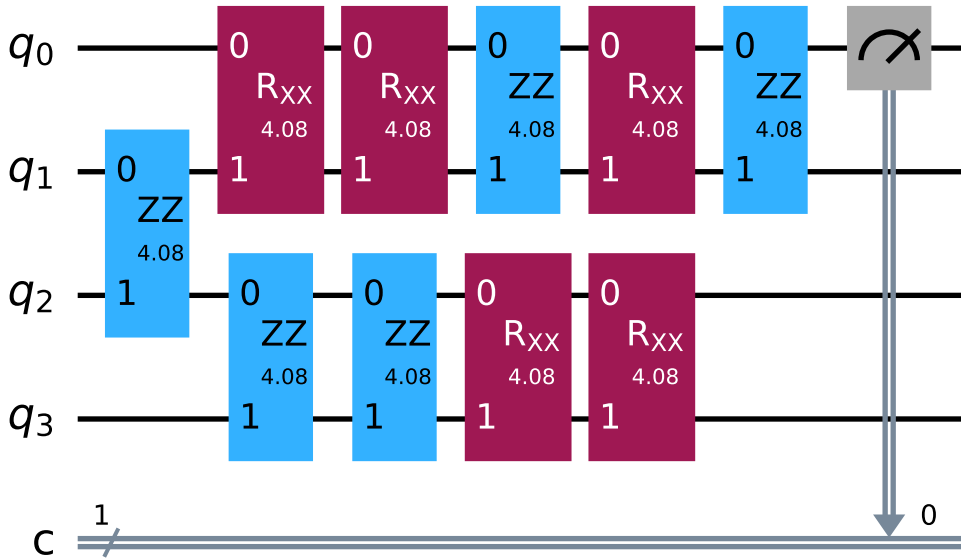 q0
0 0 0 0 0
RXX RXX ZZ RXX ZZ
4.08 4.08 4.08 4.08 4.08
q1
0 1 1 1 1 1
ZZ
4.08
q2
1 0 0 0 0
ZZ ZZ RXX RXX
4.08 4.08 4.08 4.08
q3
1 1 1 1
1 0
c